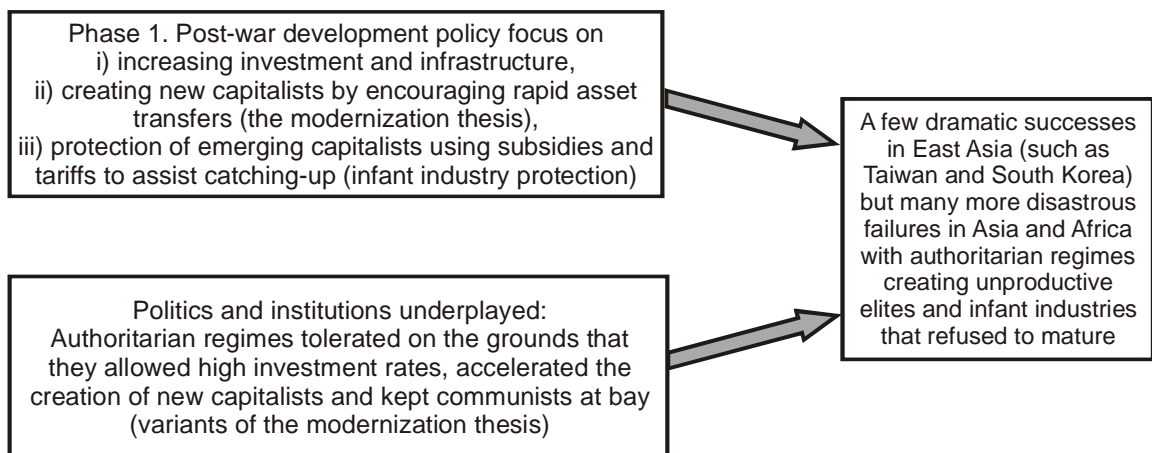 Phase 1. Post-war development policy focus on
i) increasing investment and infrastructure,
ii) creating new capitalists by encouraging rapid asset
transfers (the modernization thesis),
iii) protection of emerging capitalists using subsidies and
tariffs to assist catching-up (infant industry protection)
Politics and institutions underplayed:
Authoritarian regimes tolerated on the grounds that
they allowed high investment rates, accelerated the
creation of new capitalists and kept communists at bay
(variants of the modernization thesis)
A few dramatic successes
in East Asia (such as
Taiwan and South Korea)
but many more disastrous
failures in Asia and Africa
with authoritarian regimes
creating unproductive
elites and infant industries
that refused to mature